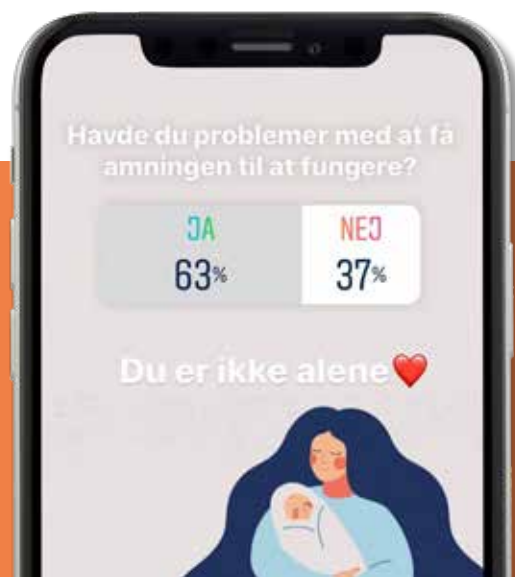 Havde du problemer med at få
amningen til at fungere?
JA NEJ
63% 37%
Du er ikke alene❤️